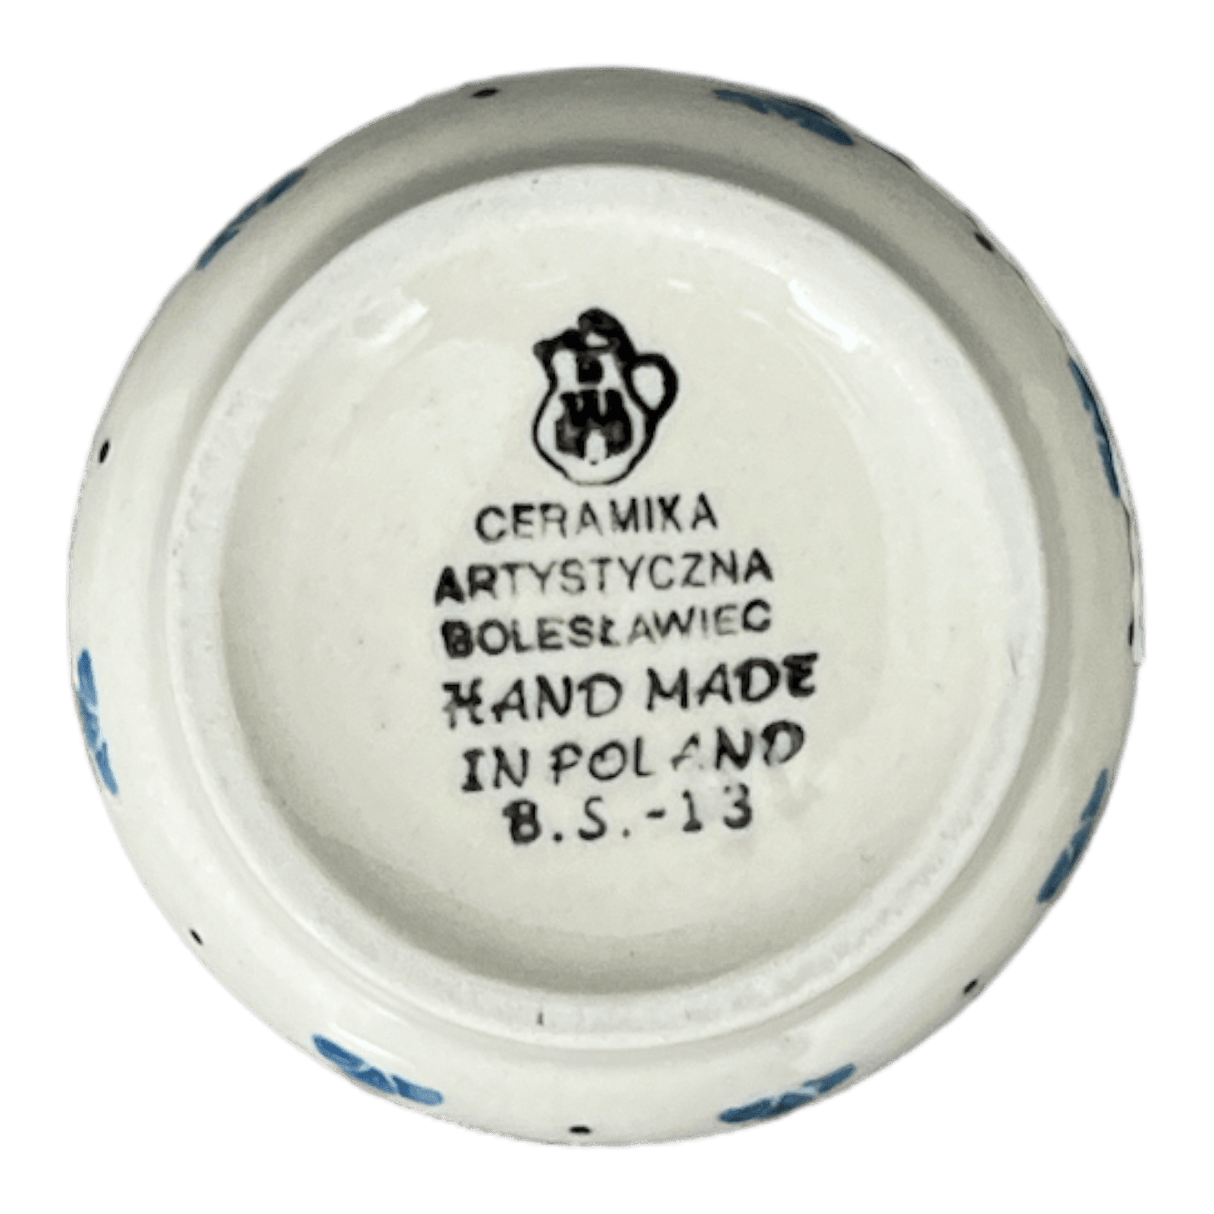 B
W
CERAMIKA
ARTYSTYCZNA
BOLESŁAWIEC
HAND MADE
IN POLAND
B.S.-13